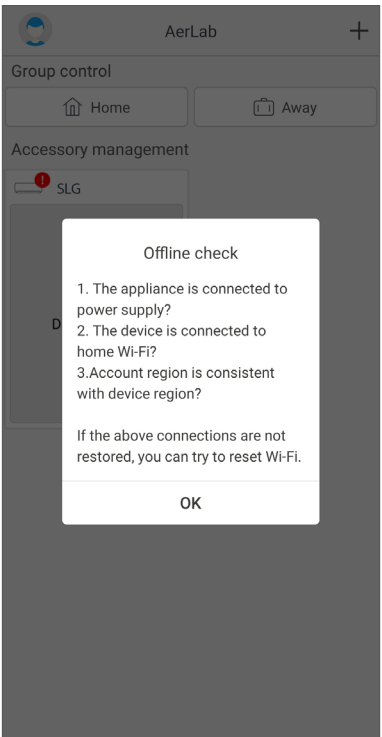 AerLab
Group control
Home
Away
Accessory management
SLG
D
Offline check
1. The appliance is connected to
power supply?
2. The device is connected to
home Wi-Fi?
3.Account region is consistent
with device region?
If the above connections are not
restored, you can try to reset Wi-Fi.
OK